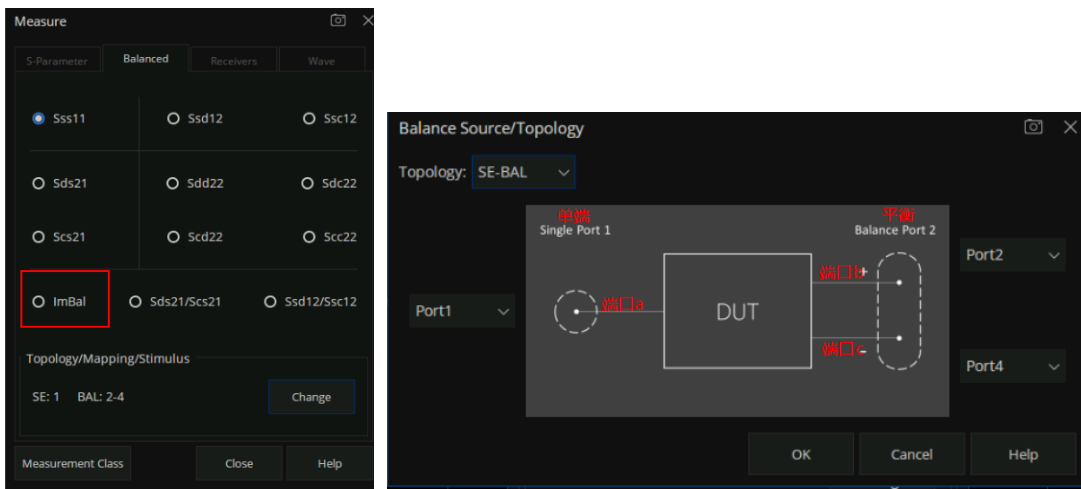 Measure
S-Parameter Balanced Receivers Wave
Sss11 Ssd12 Ssc12
Sds21 Sdd22 Sdc22
Scs21 Scd22 Scc22
ImBal Sds21/Scs21 Ssd12/Ssc12
Topology/Mapping/Stimulus
SE: 1 BAL: 2-4 Change
Measurement Class Close Help
Balance Source/Topology
Topology: SE-BAL
单端 平衡
Single Port 1 Balance Port 2
Port2
端口b +
Port1 端口a DUT
端口c -
Port4
OK Cancel Help